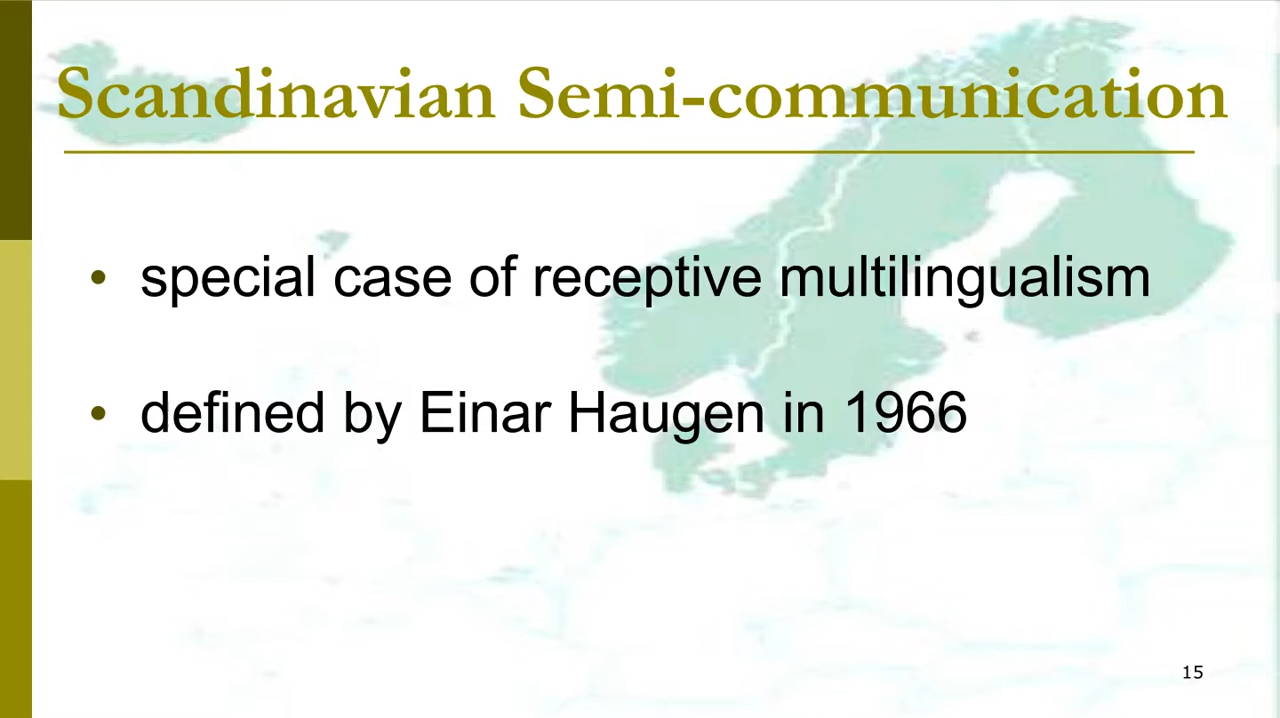 Scandinavian Semi-communication
• special case of receptive multilingualism
• defined by Einar Haugen in 1966
15